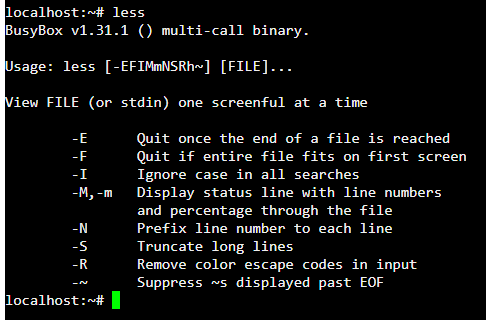 localhost:~# less
BusyBox v1.31.1 () multi-call binary.
Usage: less [-EFIMmNSRh~] [FILE]...
View FILE (or stdin) one screenful at a time
-E Quit once the end of a file is reached
-F Quit if entire file fits on first screen
-I Ignore case in all searches
-M,-m Display status line with line numbers
and percentage through the file
-N Prefix line number to each line
-S Truncate long lines
-R Remove color escape codes in input
-~ Suppress ~s displayed past EOF
localhost:~#